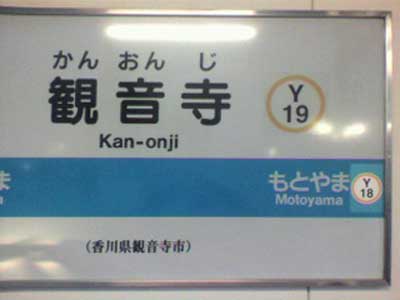 かん おん じ
観音寺
Y
19
Kan-onji
もとやま
Motoyama
Y
18
(香川県観音寺市)